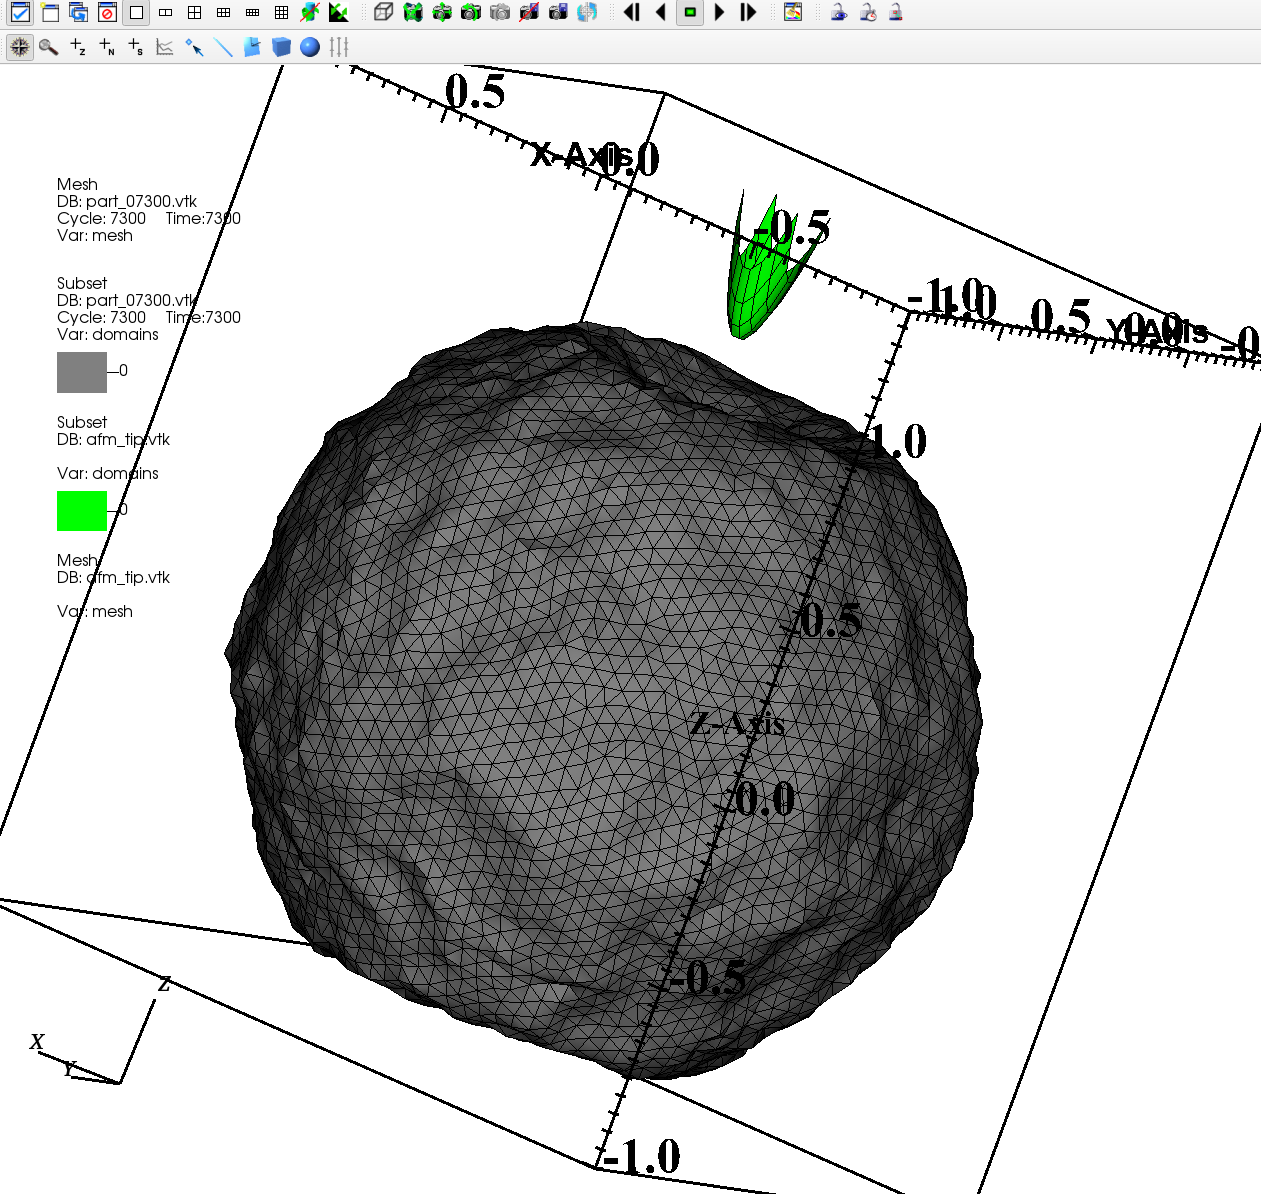 0.5
X-Axis
0.0
-0.5
-1.0
1.0
0.5
0.0
Y-Axis
Mesh
DB: part_07300.vtk
Cycle: 7300 Time:7300
Var: mesh
Subset
DB: part_07300.vtk
Cycle: 7300 Time:7300
Var: domains
0
Subset
DB: afm_tip.vtk
Var: domains
0
Mesh
DB: afm_tip.vtk
Var: mesh
1.0
0.5
Z-Axis
0.0
-0.5
-1.0
Z
X
Y